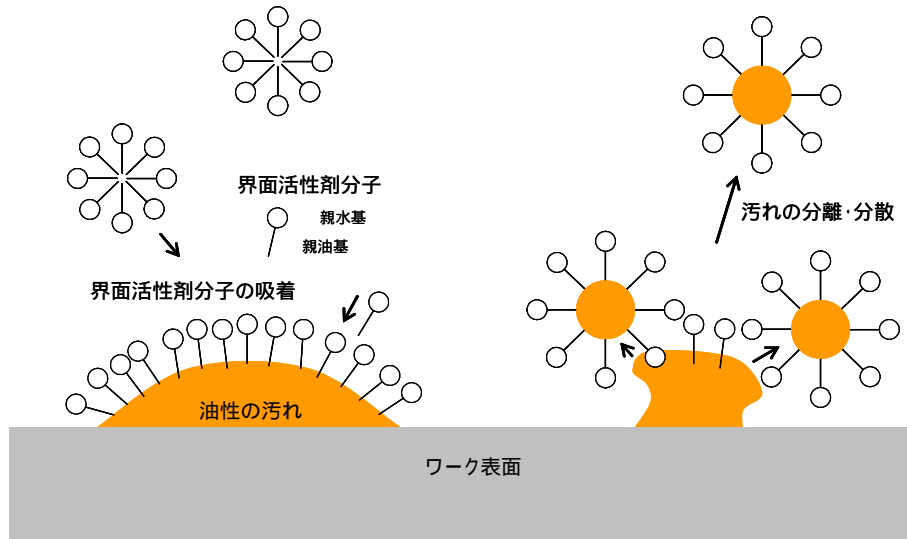 界面活性剤分子
親水基
親油基
界面活性剤分子の吸着
油性の汚れ
汚れの分離・分散
ワーク表面